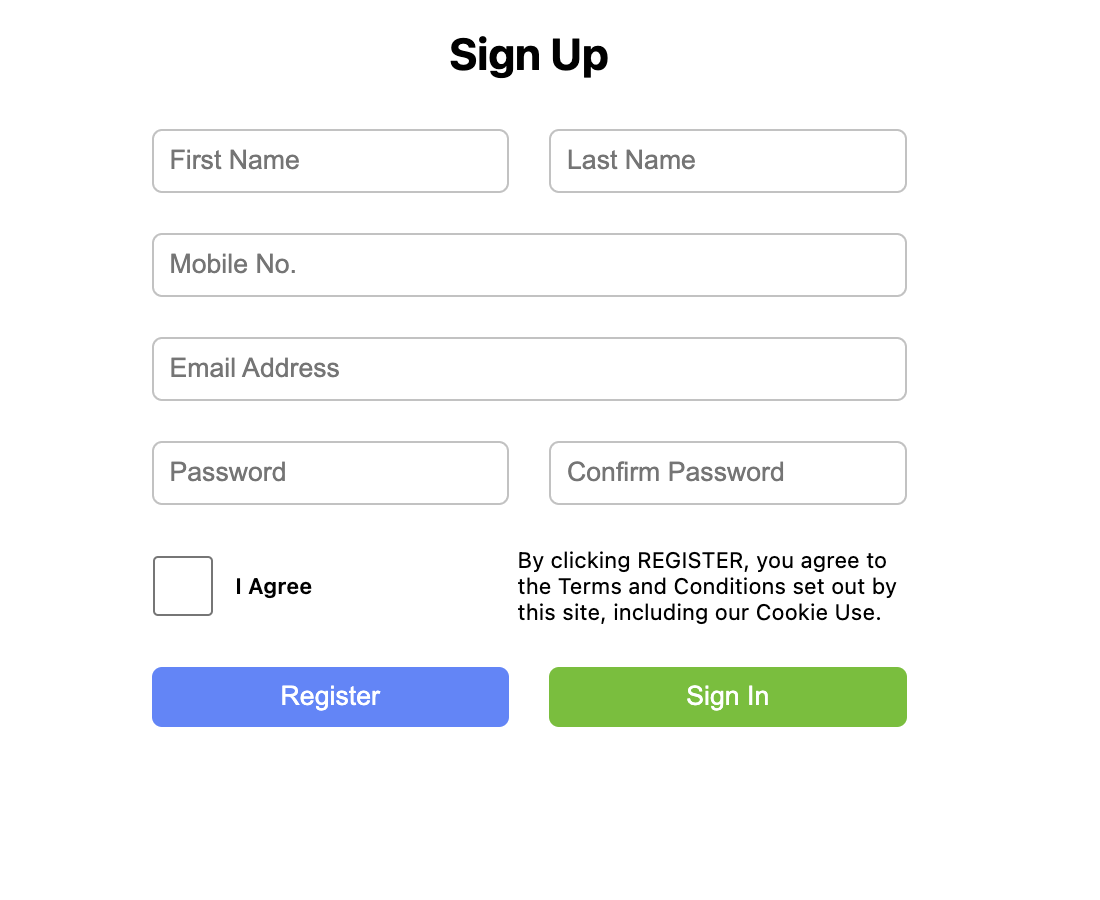 Sign Up
First Name
Last Name
Mobile No.
Email Address
Password
Confirm Password
I Agree
By clicking REGISTER, you agree to
the Terms and Conditions set out by
this site, including our Cookie Use.
Register
Sign In